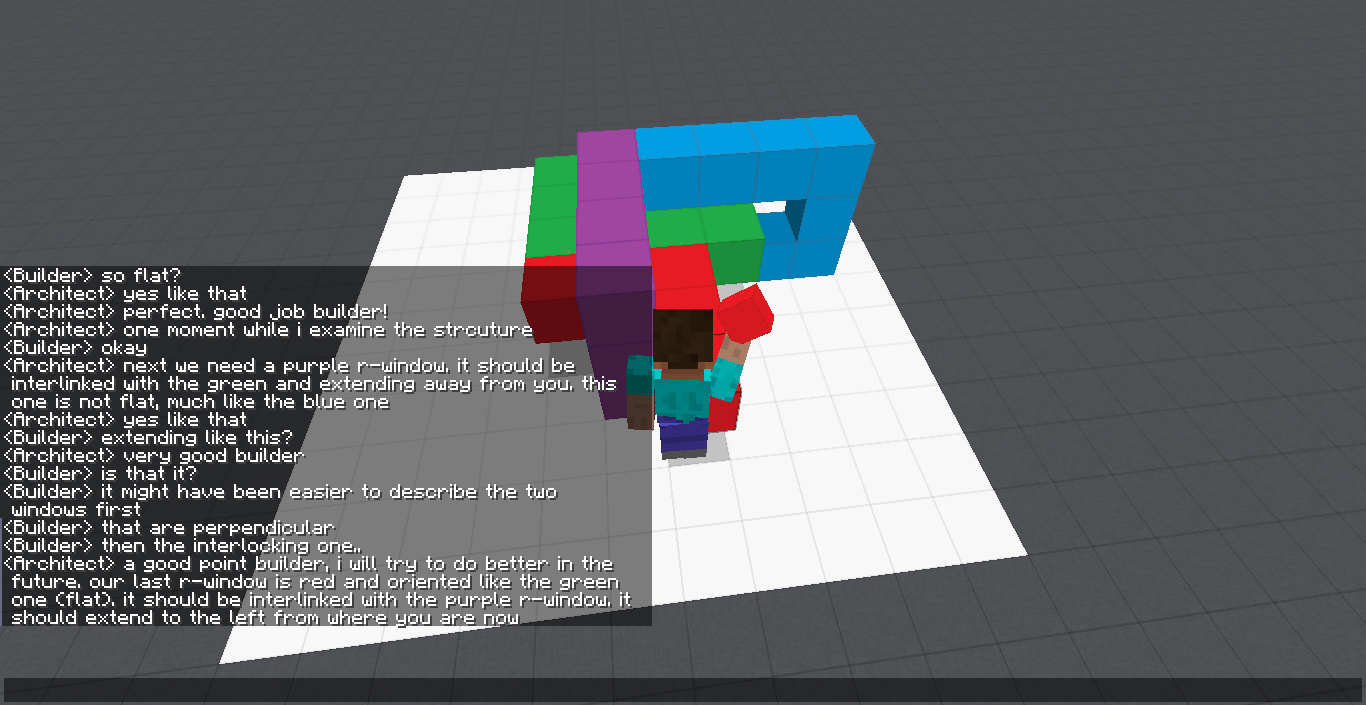 <Builder> so flat?
<Architect> yes like that
<Architect> perfect. good job builder!
<Architect> one moment while i examine the strcuture
<Builder> okay
<Architect> next we need a purple r-window. it should be
interlinked with the green and extending away from you. this
one is not flat, much like the blue one
<Architect> yes like that
<Builder> extending like this?
<Architect> very good builder
<Builder> is that it?
<Builder> it might have been easier to describe the two
windows first
<Builder> that are perpendicular
<Builder> then the interlocking one..
<Architect> a good point builder, i will try to do better in the
future. our last r-window is red and oriented like the green
one (flat). it should be interlinked with the purple r-window. it
should extend to the left from where you are now